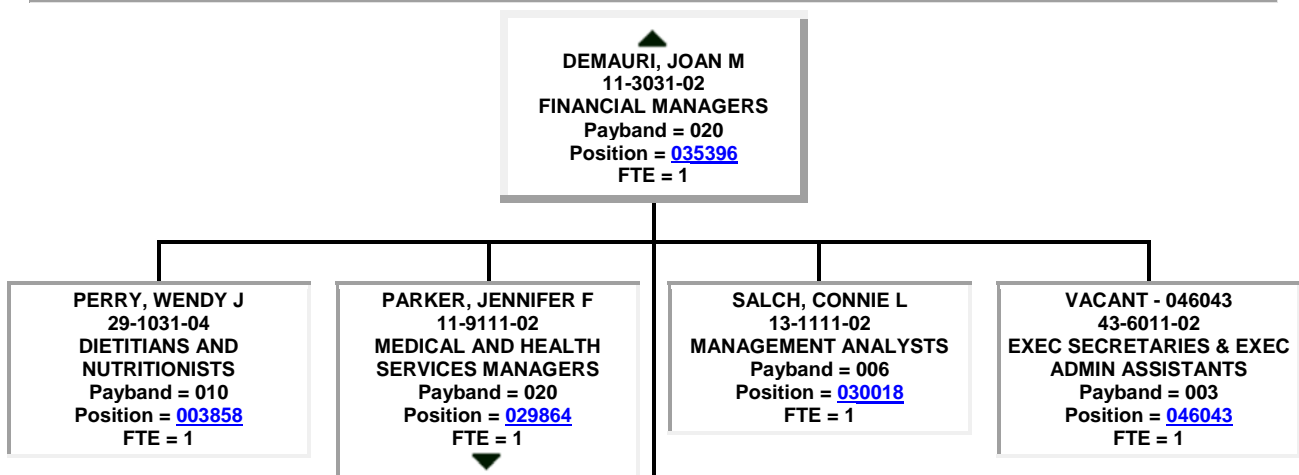 DEMAURI, JOAN M
11-3031-02
FINANCIAL MANAGERS
Payband = 020
Position = 035396
FTE = 1
PERRY, WENDY J
29-1031-04
DIETITIANS AND
NUTRITIONISTS
Payband = 010
Position = 003858
FTE = 1
PARKER, JENNIFER F
11-9111-02
MEDICAL AND HEALTH
SERVICES MANAGERS
Payband = 020
Position = 029864
FTE = 1
SALCH, CONNIE L
13-1111-02
MANAGEMENT ANALYSTS
Payband = 006
Position = 030018
FTE = 1
VACANT - 046043
43-6011-02
EXEC SECRETARIES & EXEC
ADMIN ASSISTANTS
Payband = 003
Position = 046043
FTE = 1